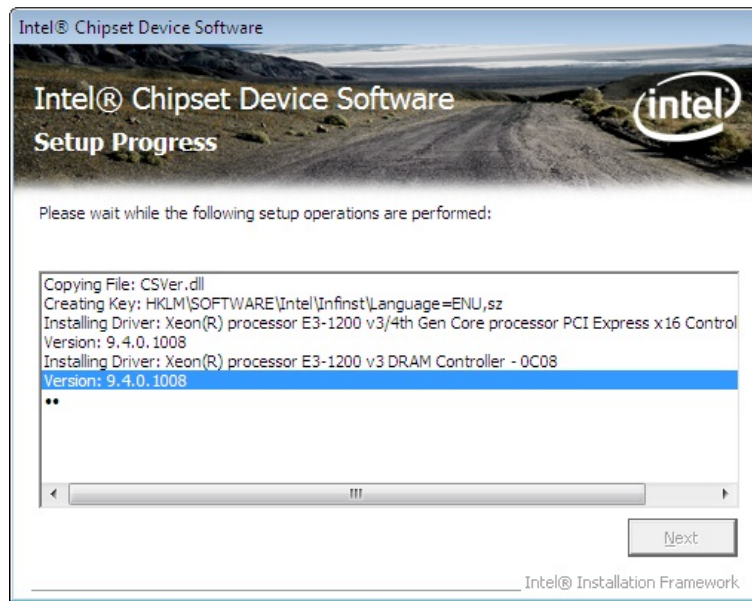 Intel® Chipset Device Software
Intel® Chipset Device Software
intel
Setup Progress
Please wait while the following setup operations are performed:
Copying File: CSVer.dll
Creating Key: HKLM\SOFTWARE\Intel\Infinst\Language=ENU,sz
Installing Driver: Xeon(R) processor E3-1200 v3/4th Gen Core processor PCI Express x16 Control
Version: 9.4.0.1008
Installing Driver: Xeon(R) processor E3-1200 v3 DRAM Controller - 0C08
Version: 9.4.0.1008
••
Next
Intel® Installation Framework